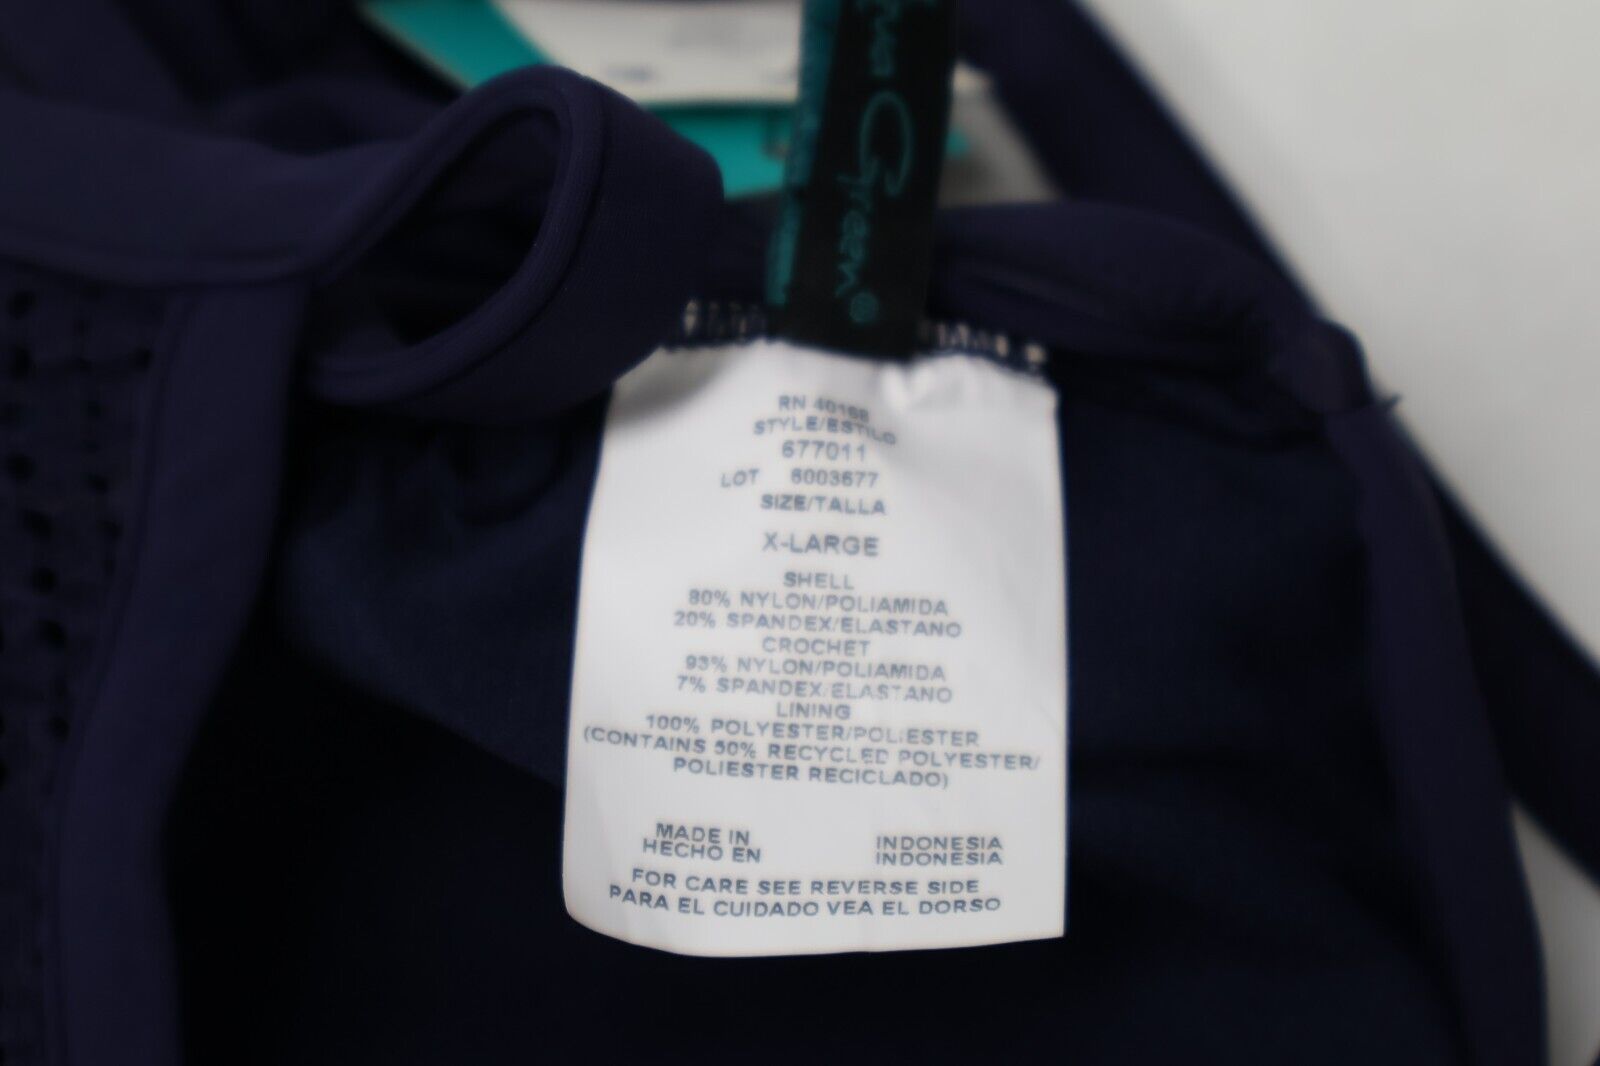 Green®
RN 40168
STYLE/ESTILO
677011
LOT 6003677
SIZE/TALLA
X-LARGE
SHELL
80% NYLON/POLIAMIDA
20% SPANDEX/ELASTANO
CROCHET
93% NYLON/POLIAMIDA
7% SPANDEX/ELASTANO
LINING
100% POLYESTER/POLIESTER
(CONTAINS 50% RECYCLED POLYESTER/
POLIESTER RECICLADO)
MADE IN INDONESIA
HECHO EN INDONESIA
FOR CARE SEE REVERSE SIDE
PARA EL CUIDADO VEA EL DORSO